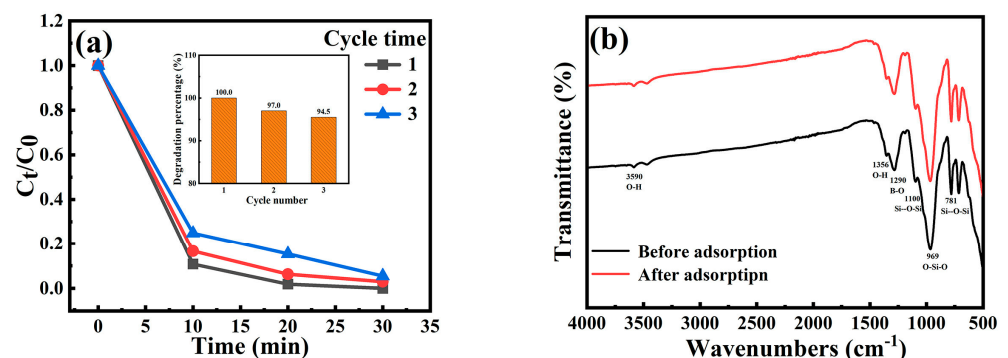 (a)
Cycle time
1
2
3
Ct/C0
1.2
1.0
0.8
0.6
0.4
0.2
0.0
0
5
10
15
20
25
30
35
Time (min)
Degradation percentage (%)
110
105
100
95
90
85
80
100.0
97.0
94.5
1
2
3
Cycle number
(b)
Transmittance (%)
3590
O-H
1356
O-H
1290
B-O
1100
Si--O-Si
781
Si--O-Si
969
O-Si-O
Before adsorption
After adsorptipn
4000
3500
3000
2500
2000
1500
1000
500
Wavenumbers (cm⁻¹)